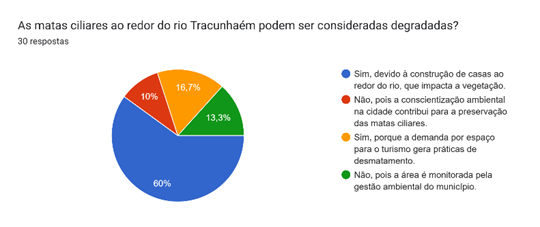 As matas ciliares ao redor do rio Tracunhaém podem ser consideradas degradadas?
30 respostas
16,7%
10%
13,3%
60%
Sim, devido à construção de casas ao
redor do rio, que impacta a vegetação.
Não, pois a conscientização ambiental
na cidade contribui para a preservação
das matas ciliares.
Sim, porque a demanda por espaço
para o turismo gera práticas de
desmatamento.
Não, pois a área é monitorada pela
gestão ambiental do município.